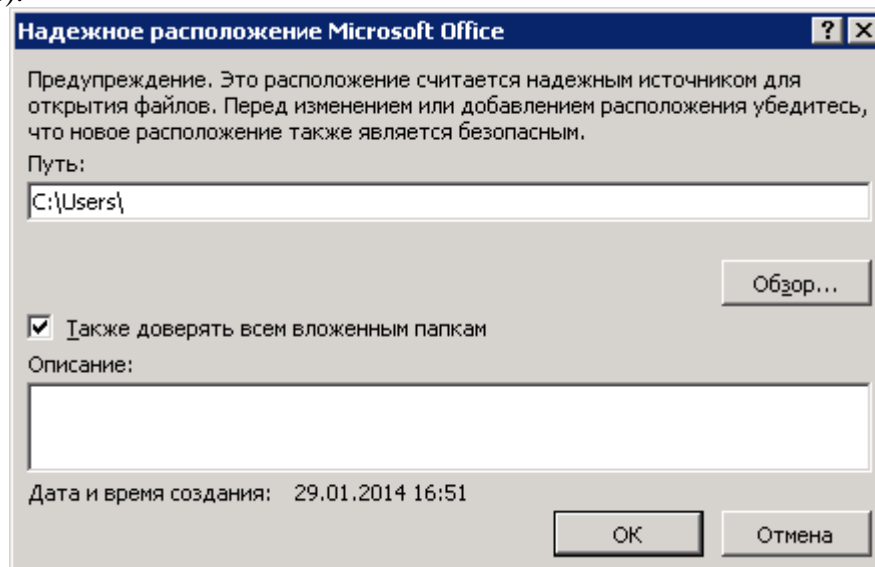 ).
Надежное расположение Microsoft Office
Предупреждение. Это расположение считается надежным источником для
открытия файлов. Перед изменением или добавлением расположения убедитесь,
что новое расположение также является безопасным.
Путь:
C:\Users\
Обзор...
Также доверять всем вложенным папкам
Описание:
Дата и время создания: 29.01.2014 16:51
ОК Отмена